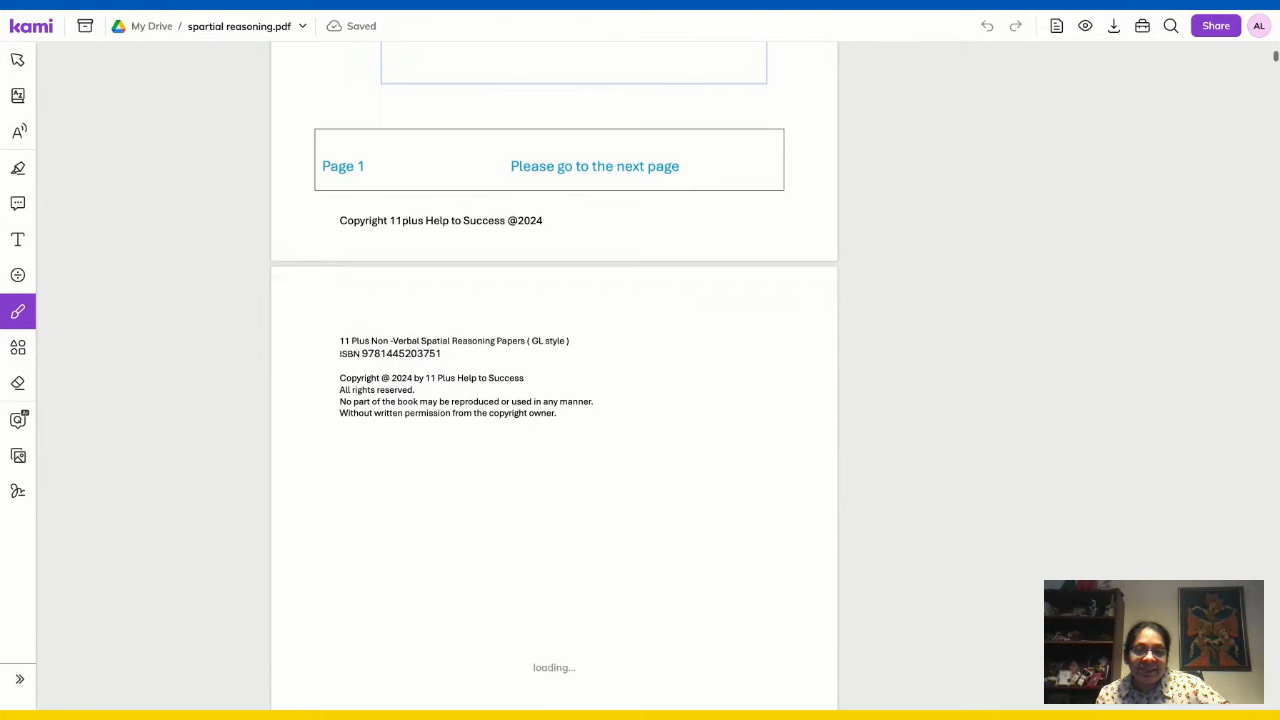 kami
My Drive / spartial reasoning.pdf
Saved
Share
AL
Page 1
Please go to the next page
Copyright 11plus Help to Success @2024
11 Plus Non -Verbal Spatial Reasoning Papers ( GL style )
ISBN 9781445203751
Copyright @ 2024 by 11 Plus Help to Success
All rights reserved.
No part of the book may be reproduced or used in any manner.
Without written permission from the copyright owner.
loading...